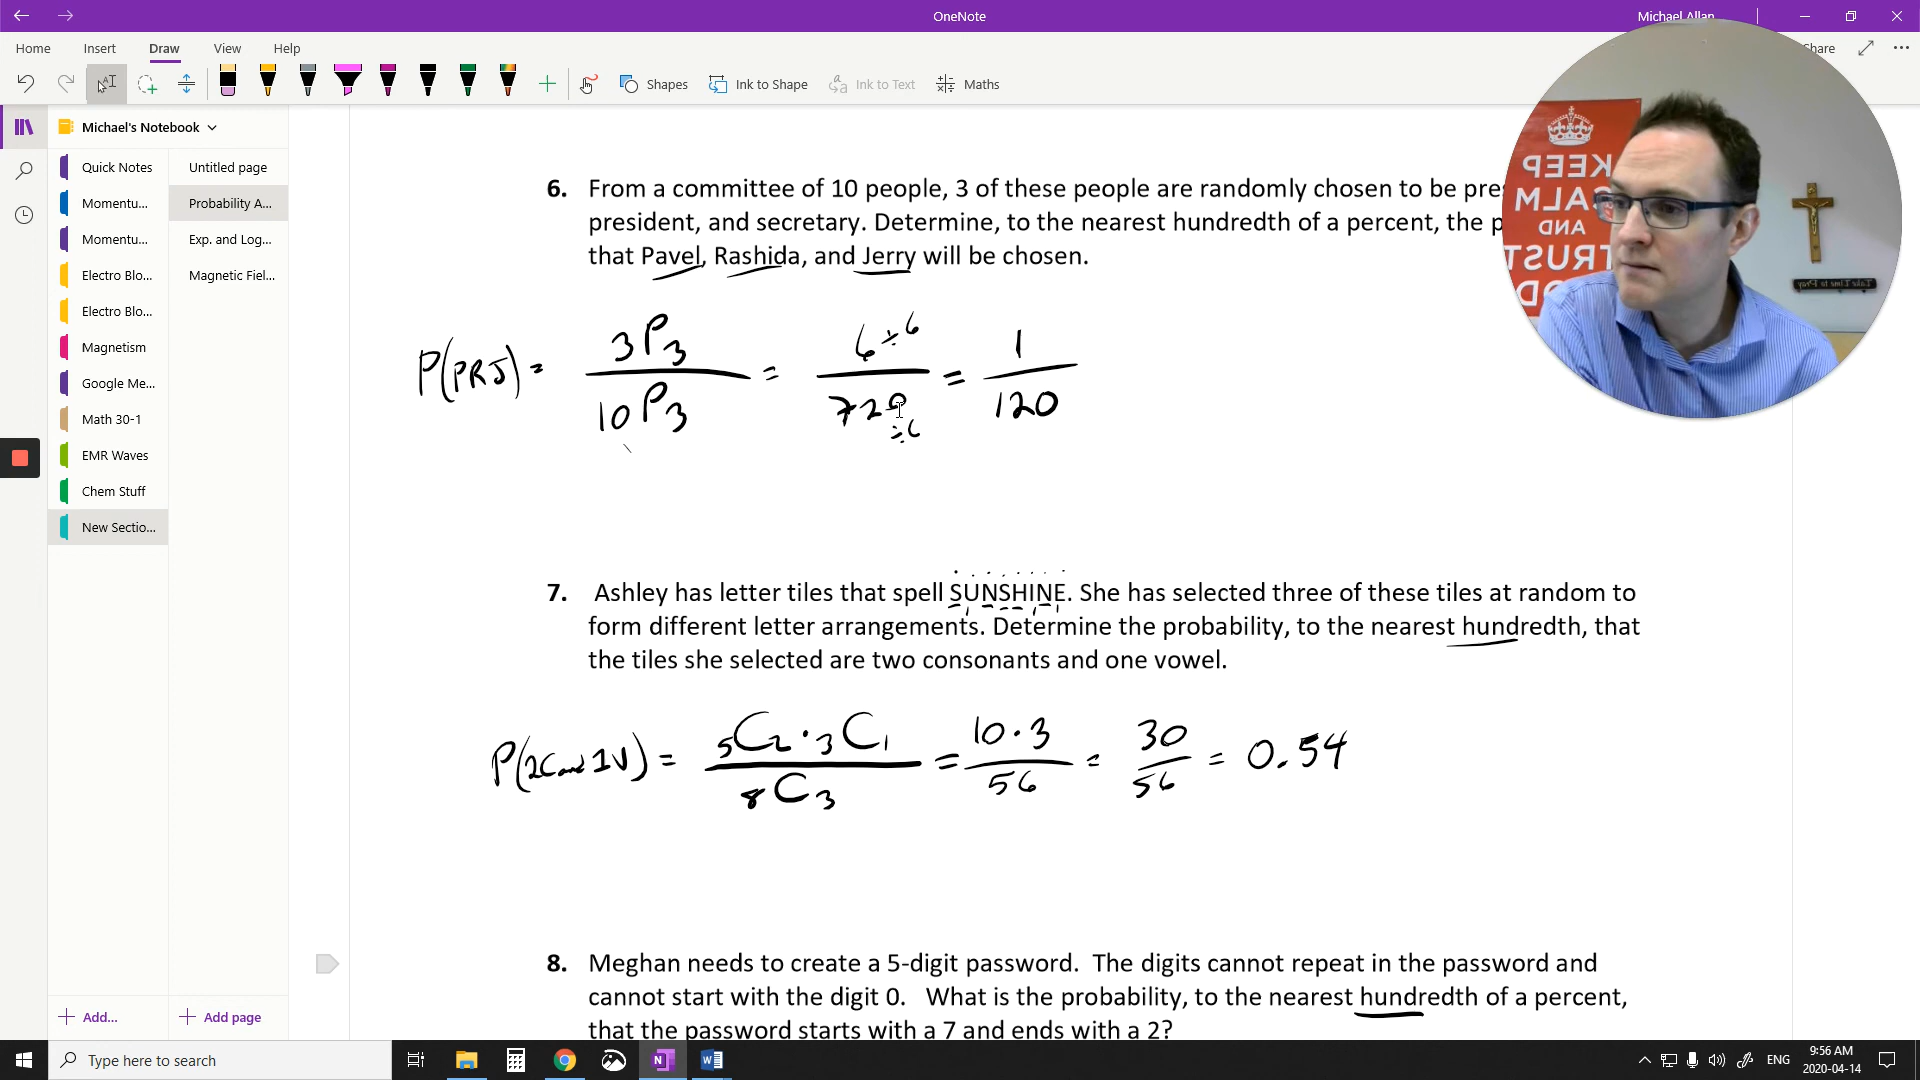 OneNote
Michael Allan
Home Insert Draw View Help
Share
Shapes Ink to Shape Ink to Text Maths
Michael's Notebook
Quick Notes
Momentu...
Momentu...
Electro Blo...
Electro Blo...
Magnetism
Google Me...
Math 30-1
EMR Waves
Chem Stuff
New Sectio...
Add...
Untitled page
Probability A...
Exp. and Log...
Magnetic Fiel...
Add page
6. From a committee of 10 people, 3 of these people are randomly chosen to be pres
president, and secretary. Determine, to the nearest hundredth of a percent, the p
that Pavel, Rashida, and Jerry will be chosen.
P(PRJ) = 3P3 / 10P3 = 6 ÷6 / 720 ÷6 = 1 / 120
7. Ashley has letter tiles that spell SUNSHINE. She has selected three of these tiles at random to
form different letter arrangements. Determine the probability, to the nearest hundredth, that
the tiles she selected are two consonants and one vowel.
P(2C and 1V) = 5C2 · 3C1 / 8C3 = 10 · 3 / 56 = 30 / 56 = 0.54
8. Meghan needs to create a 5-digit password. The digits cannot repeat in the password and
cannot start with the digit 0. What is the probability, to the nearest hundredth of a percent,
that the password starts with a 7 and ends with a 2?
KEEP
CALM
AND
TRUST
GOD
Take Time to Pray
Type here to search
ENG
9:56 AM
2020-04-14